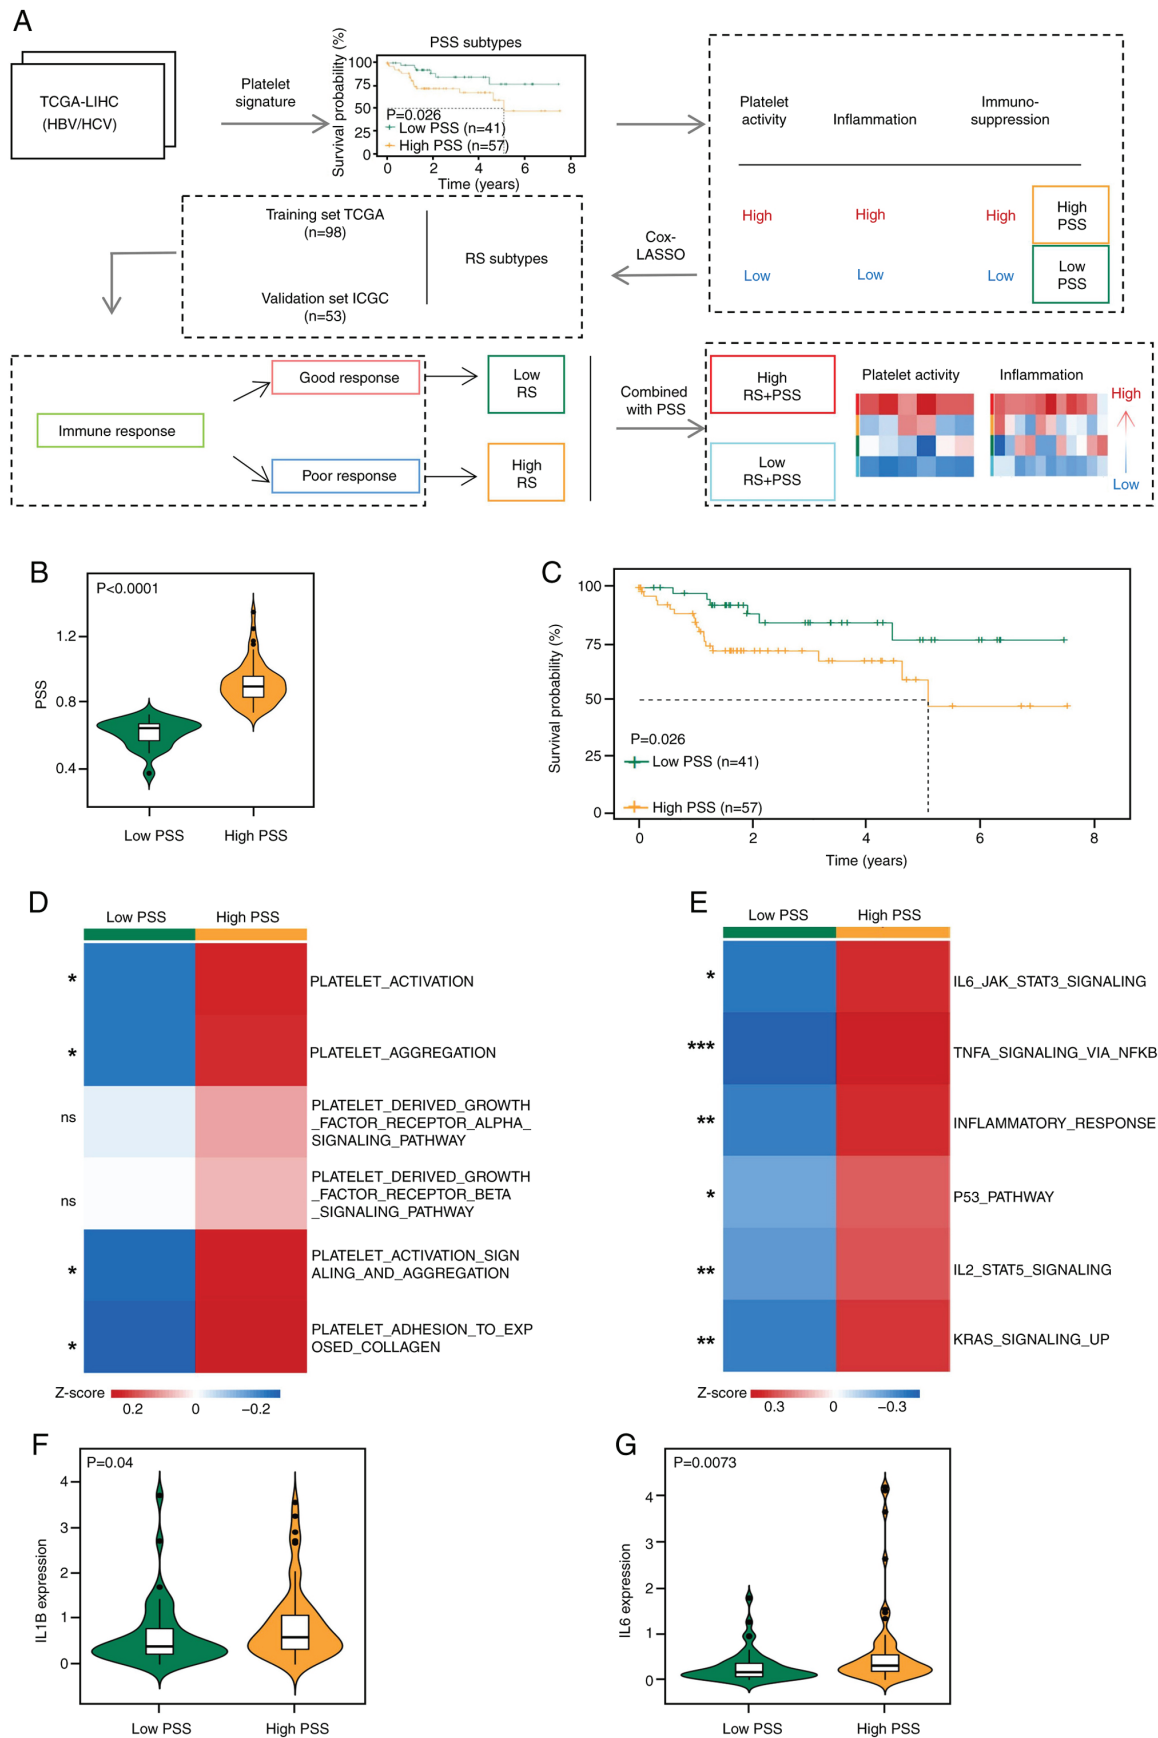 A
TCGA-LIHC
(HBV/HCV)
Platelet
signature
PSS subtypes
Survival probability (%)
100
75
50
25
0
P=0.026
Low PSS (n=41)
High PSS (n=57)
0 2 4 6 8
Time (years)
Platelet
activity
Inflammation
Immuno-
suppression
High High High
High
PSS
Low Low Low
Low
PSS
Cox-
LASSO
Training set TCGA
(n=98)
Validation set ICGC
(n=53)
RS subtypes
Immune response
Good response
Poor response
Low
RS
High
RS
Combined
with PSS
High
RS+PSS
Low
RS+PSS
Platelet activity
Inflammation
High
Low
B
P<0.0001
PSS
1.2
0.8
0.4
Low PSS High PSS
C
Survival probability (%)
100
75
50
25
0
P=0.026
Low PSS (n=41)
High PSS (n=57)
0 2 4 6 8
Time (years)
D
Low PSS High PSS
* PLATELET_ACTIVATION
* PLATELET_AGGREGATION
ns
PLATELET_DERIVED_GROWTH
_FACTOR_RECEPTOR_ALPHA_
SIGNALING_PATHWAY
ns
PLATELET_DERIVED_GROWTH
_FACTOR_RECEPTOR_BETA
_SIGNALING_PATHWAY
*
PLATELET_ACTIVATION_SIGN
ALING_AND_AGGREGATION
*
PLATELET_ADHESION_TO_EXP
OSED_COLLAGEN
Z-score
0.2 0 −0.2
E
Low PSS High PSS
* IL6_JAK_STAT3_SIGNALING
*** TNFA_SIGNALING_VIA_NFKB
** INFLAMMATORY_RESPONSE
* P53_PATHWAY
** IL2_STAT5_SIGNALING
** KRAS_SIGNALING_UP
Z-score
0.3 0 −0.3
F
P=0.04
IL1B expression
4
3
2
1
0
Low PSS High PSS
G
P=0.0073
IL6 expression
4
3
2
1
0
Low PSS High PSS